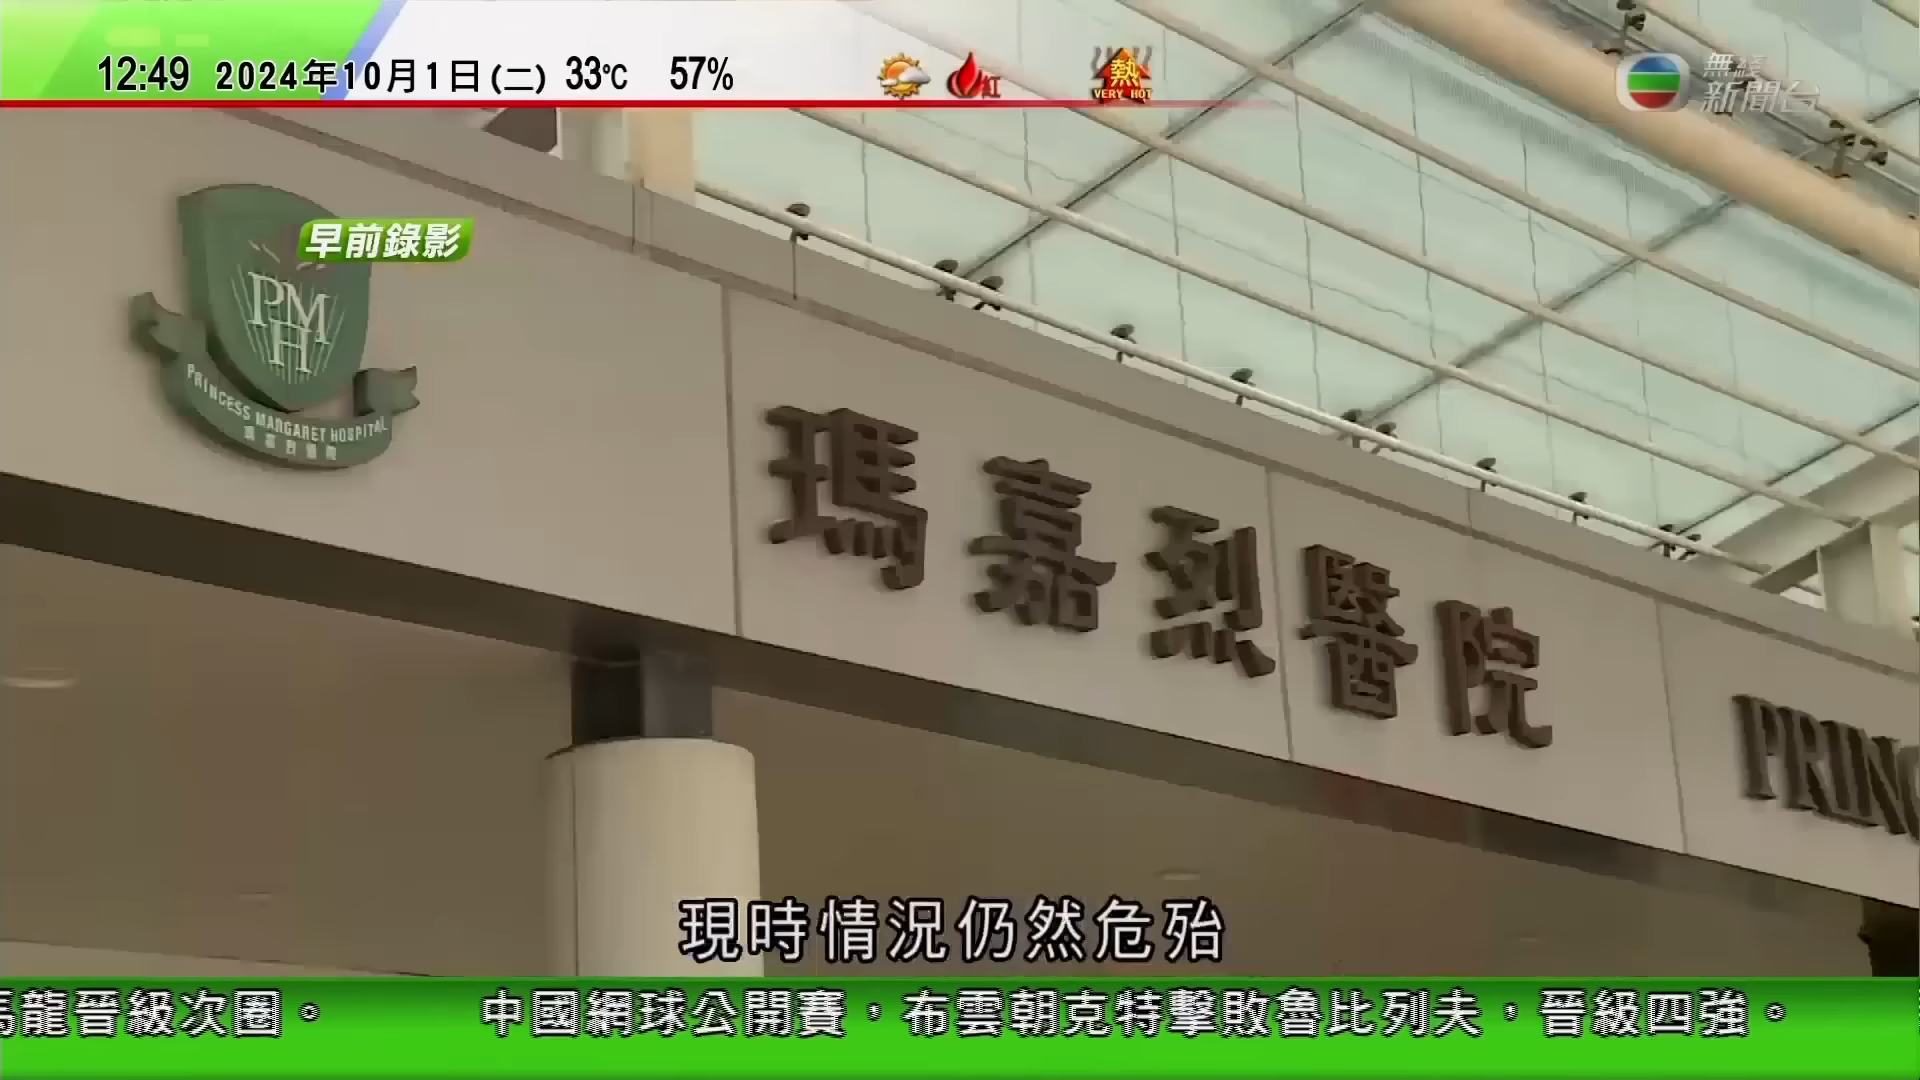 12:49 2024年10月1日(二) 33℃ 57%
紅
熱
VERY HOT
無綫
新聞台
早前錄影
PMH
PRINCESS MARGARET HOSPITAL
瑪嘉烈醫院
瑪嘉烈醫院
PRINC
現時情況仍然危殆
馬龍晉級次圈。 中國網球公開賽，布雲朝克特擊敗魯比列夫，晉級四強。